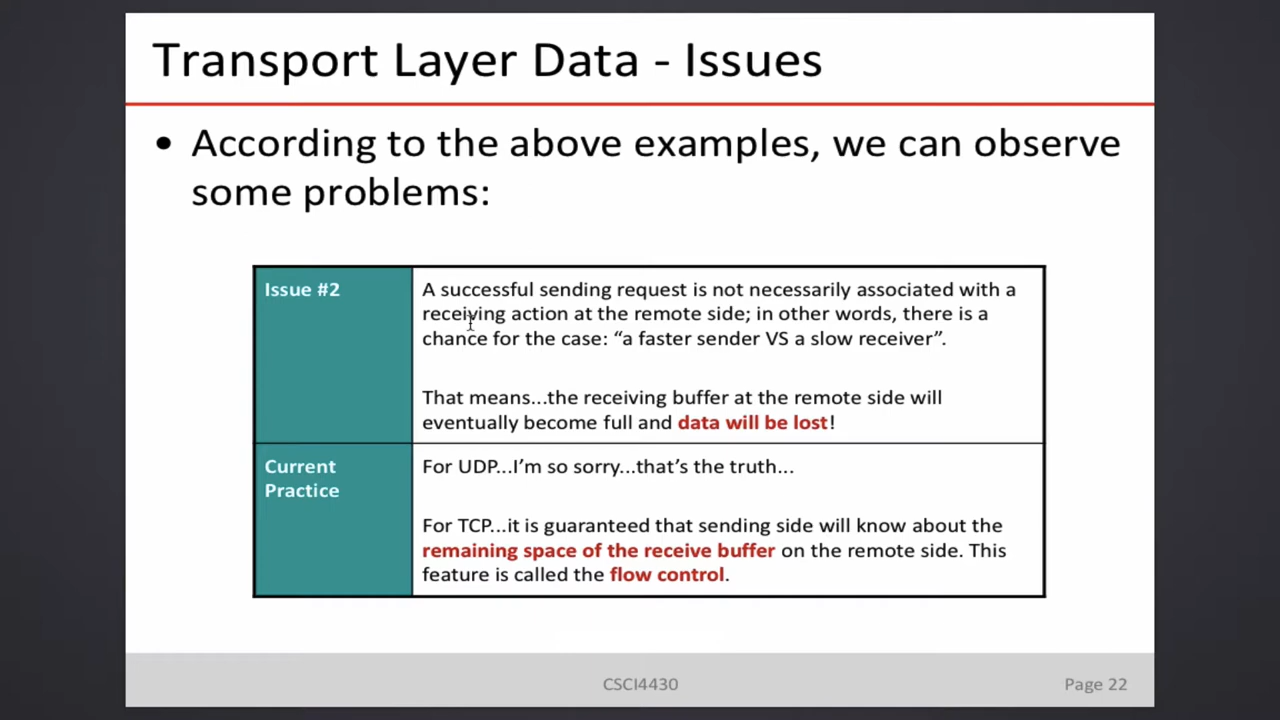 Transport Layer Data - Issues
• According to the above examples, we can observe
some problems:
Issue #2
A successful sending request is not necessarily associated with a
receiving action at the remote side; in other words, there is a
chance for the case: “a faster sender VS a slow receiver”.
That means...the receiving buffer at the remote side will
eventually become full and data will be lost!
Current
Practice
For UDP...I’m so sorry...that’s the truth...
For TCP...it is guaranteed that sending side will know about the
remaining space of the receive buffer on the remote side. This
feature is called the flow control.
CSCI4430
Page 22